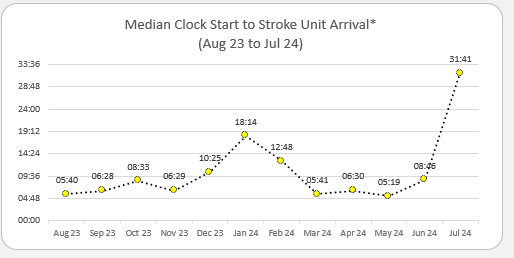 Median Clock Start to Stroke Unit Arrival*
(Aug 23 to Jul 24)
33:36
28:48
24:00
19:12
14:24
09:36
04:48
00:00
05:40 06:28 08:33 06:29 10:25 18:14 12:48 05:41 06:30 05:19 08:46 31:41
Aug 23 Sep 23 Oct 23 Nov 23 Dec 23 Jan 24 Feb 24 Mar 24 Apr 24 May 24 Jun 24 Jul 24